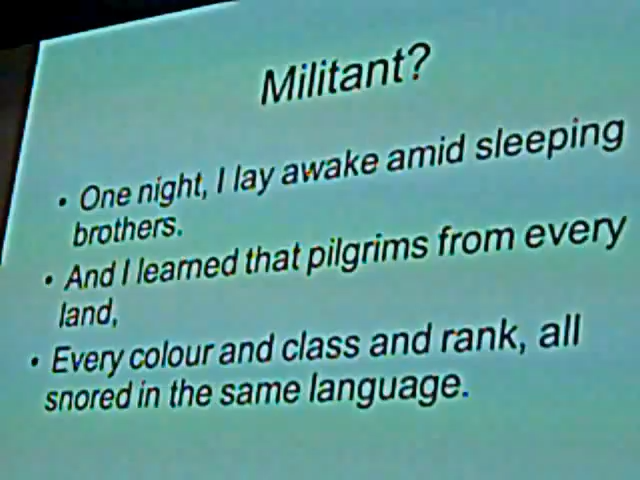 Militant?
• One night, I lay awake amid sleeping
brothers.
• And I learned that pilgrims from every
land,
• Every colour and class and rank, all
snored in the same language.